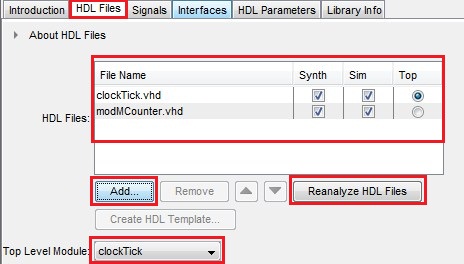 Introduction HDL Files Signals Interfaces HDL Parameters Library Info
About HDL Files
File Name Synth Sim Top
clockTick.vhd
HDL Files: modMCounter.vhd
Add... Remove Reanalyze HDL Files
Create HDL Template...
Top Level Module: clockTick